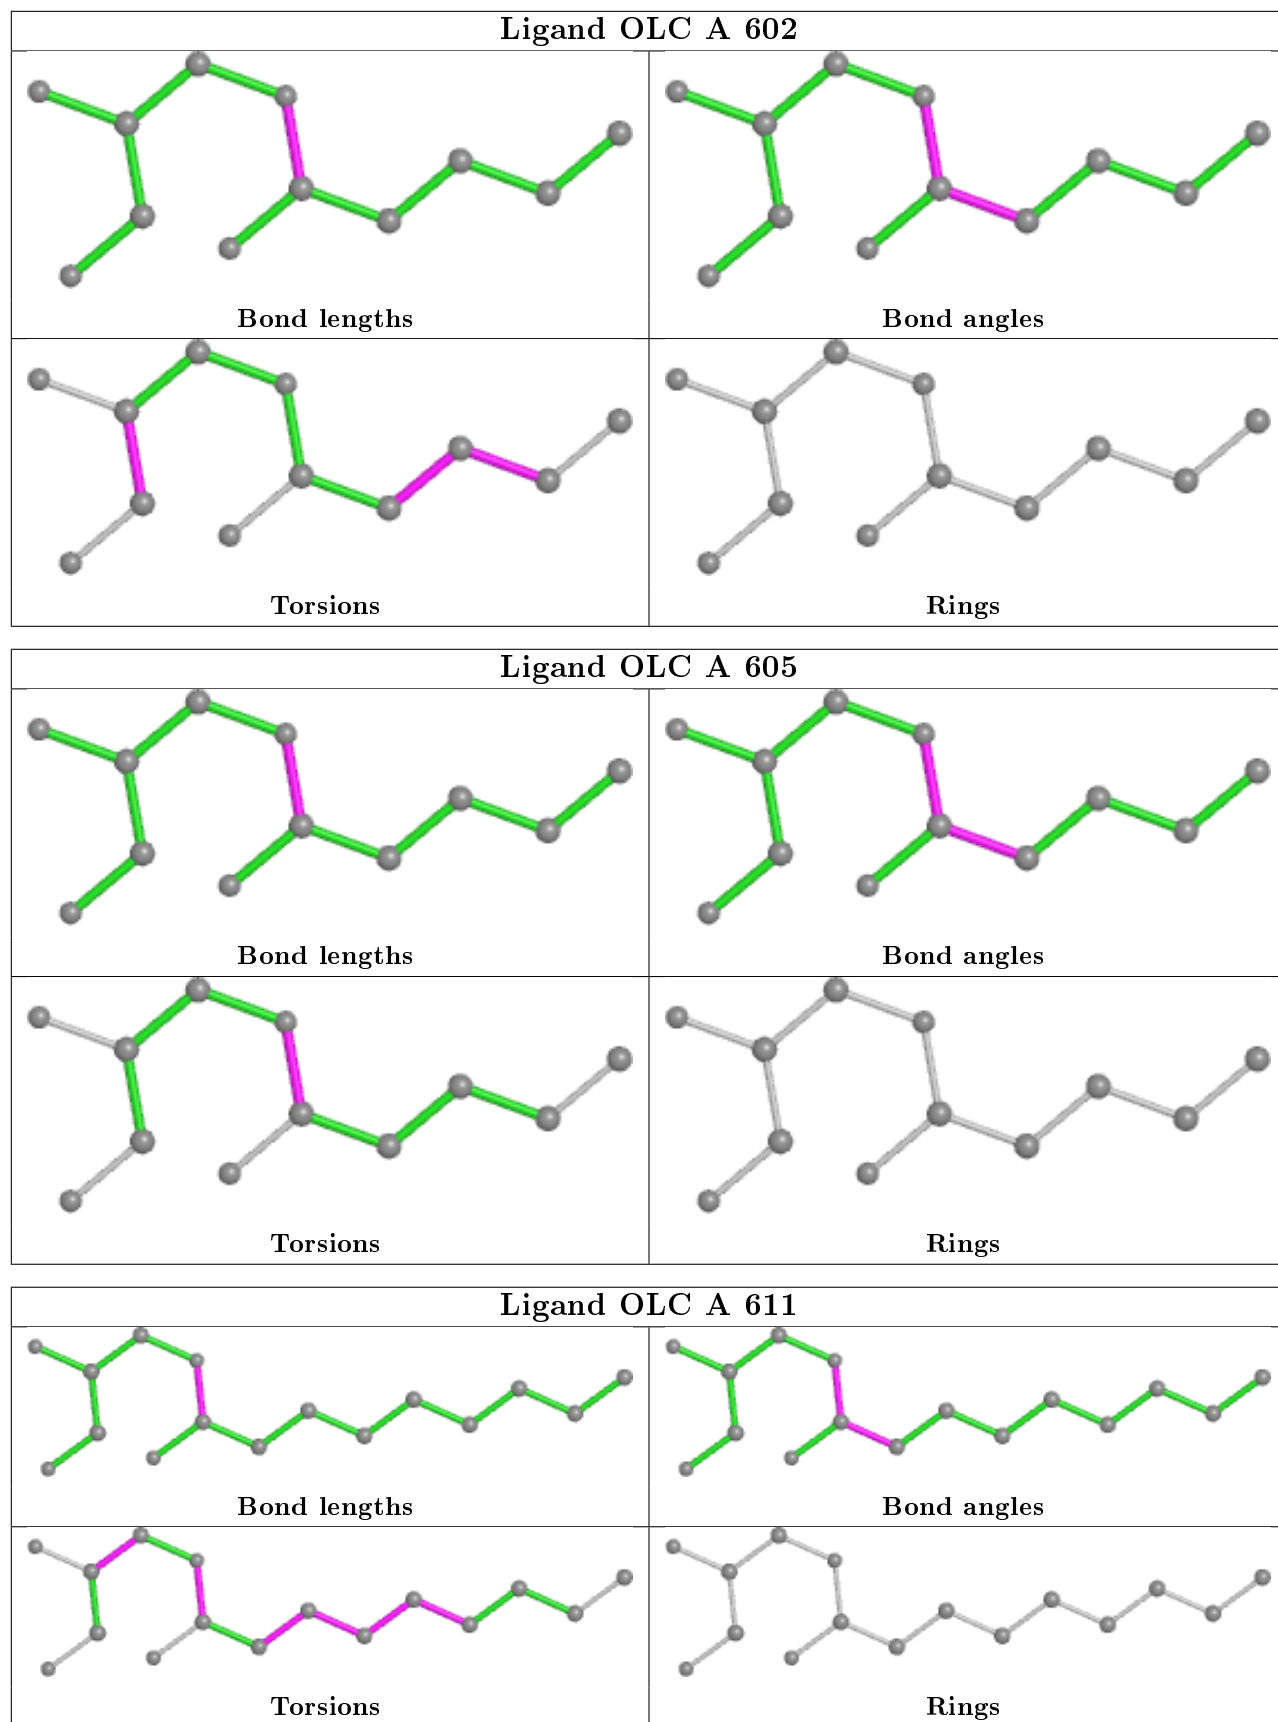 Ligand OLC A 602
Bond lengths
Bond angles
Torsions
Rings
Ligand OLC A 605
Bond lengths
Bond angles
Torsions
Rings
Ligand OLC A 611
Bond lengths
Bond angles
Torsions
Rings